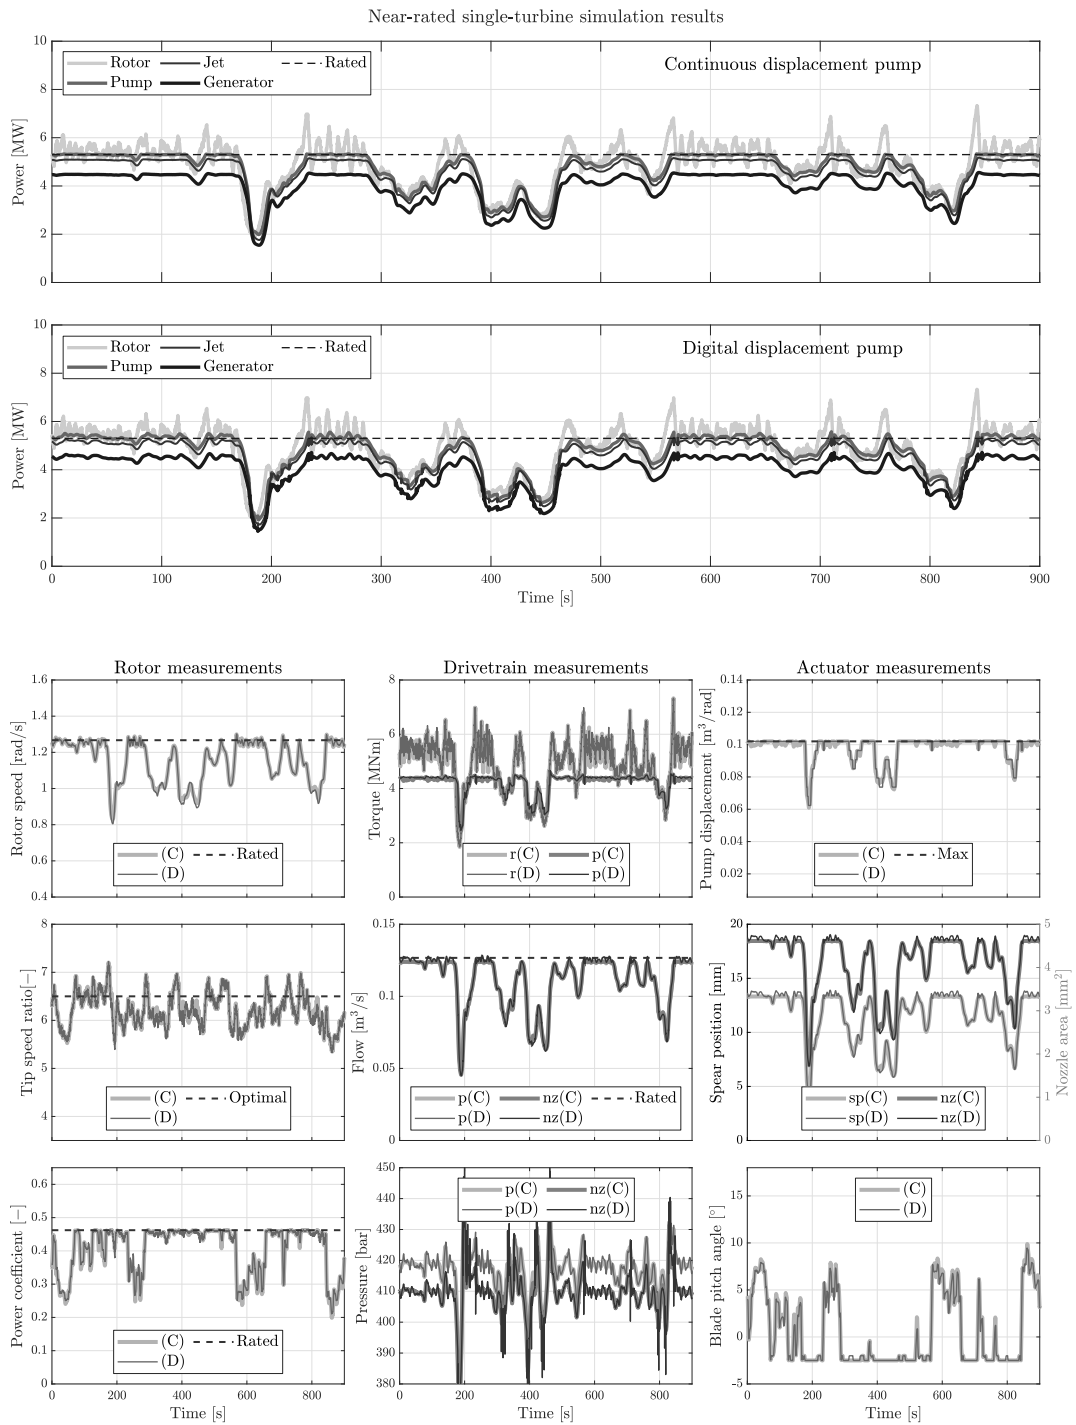 Near-rated single-turbine simulation results
10
8
6
4
2
0
Power [MW]
Rotor Jet Rated
Pump Generator
Continuous displacement pump
10
8
6
4
2
0
Power [MW]
Rotor Jet Rated
Pump Generator
Digital displacement pump
0 100 200 300 400 500 600 700 800 900
Time [s]
Rotor measurements
1.6
1.4
1.2
1
0.8
0.6
0.4
Rotor speed [rad/s]
(C) Rated
(D)
Drivetrain measurements
8
6
4
2
0
Torque [MNm]
r(C) p(C)
r(D) p(D)
Actuator measurements
0.14
0.12
0.1
0.08
0.06
0.04
0.02
Pump displacement [m³/rad]
(C) Max
(D)
8
7
6
5
4
Tip speed ratio[−]
(C) Optimal
(D)
0.15
0.1
0.05
0
Flow [m³/s]
p(C) nz(C) Rated
p(D) nz(D)
20
15
10
5
0
Spear position [mm]
sp(C) nz(C)
sp(D) nz(D)
5
4
3
2
1
0
Nozzle area [mm²]
0.6
0.5
0.4
0.3
0.2
0.1
0
Power coefficient [−]
(C) Rated
(D)
0 200 400 600 800
Time [s]
450
440
430
420
410
400
390
380
Pressure [bar]
p(C) nz(C)
p(D) nz(D)
0 200 400 600 800
Time [s]
15
10
5
0
-5
Blade pitch angle [°]
(C)
(D)
0 200 400 600 800
Time [s]